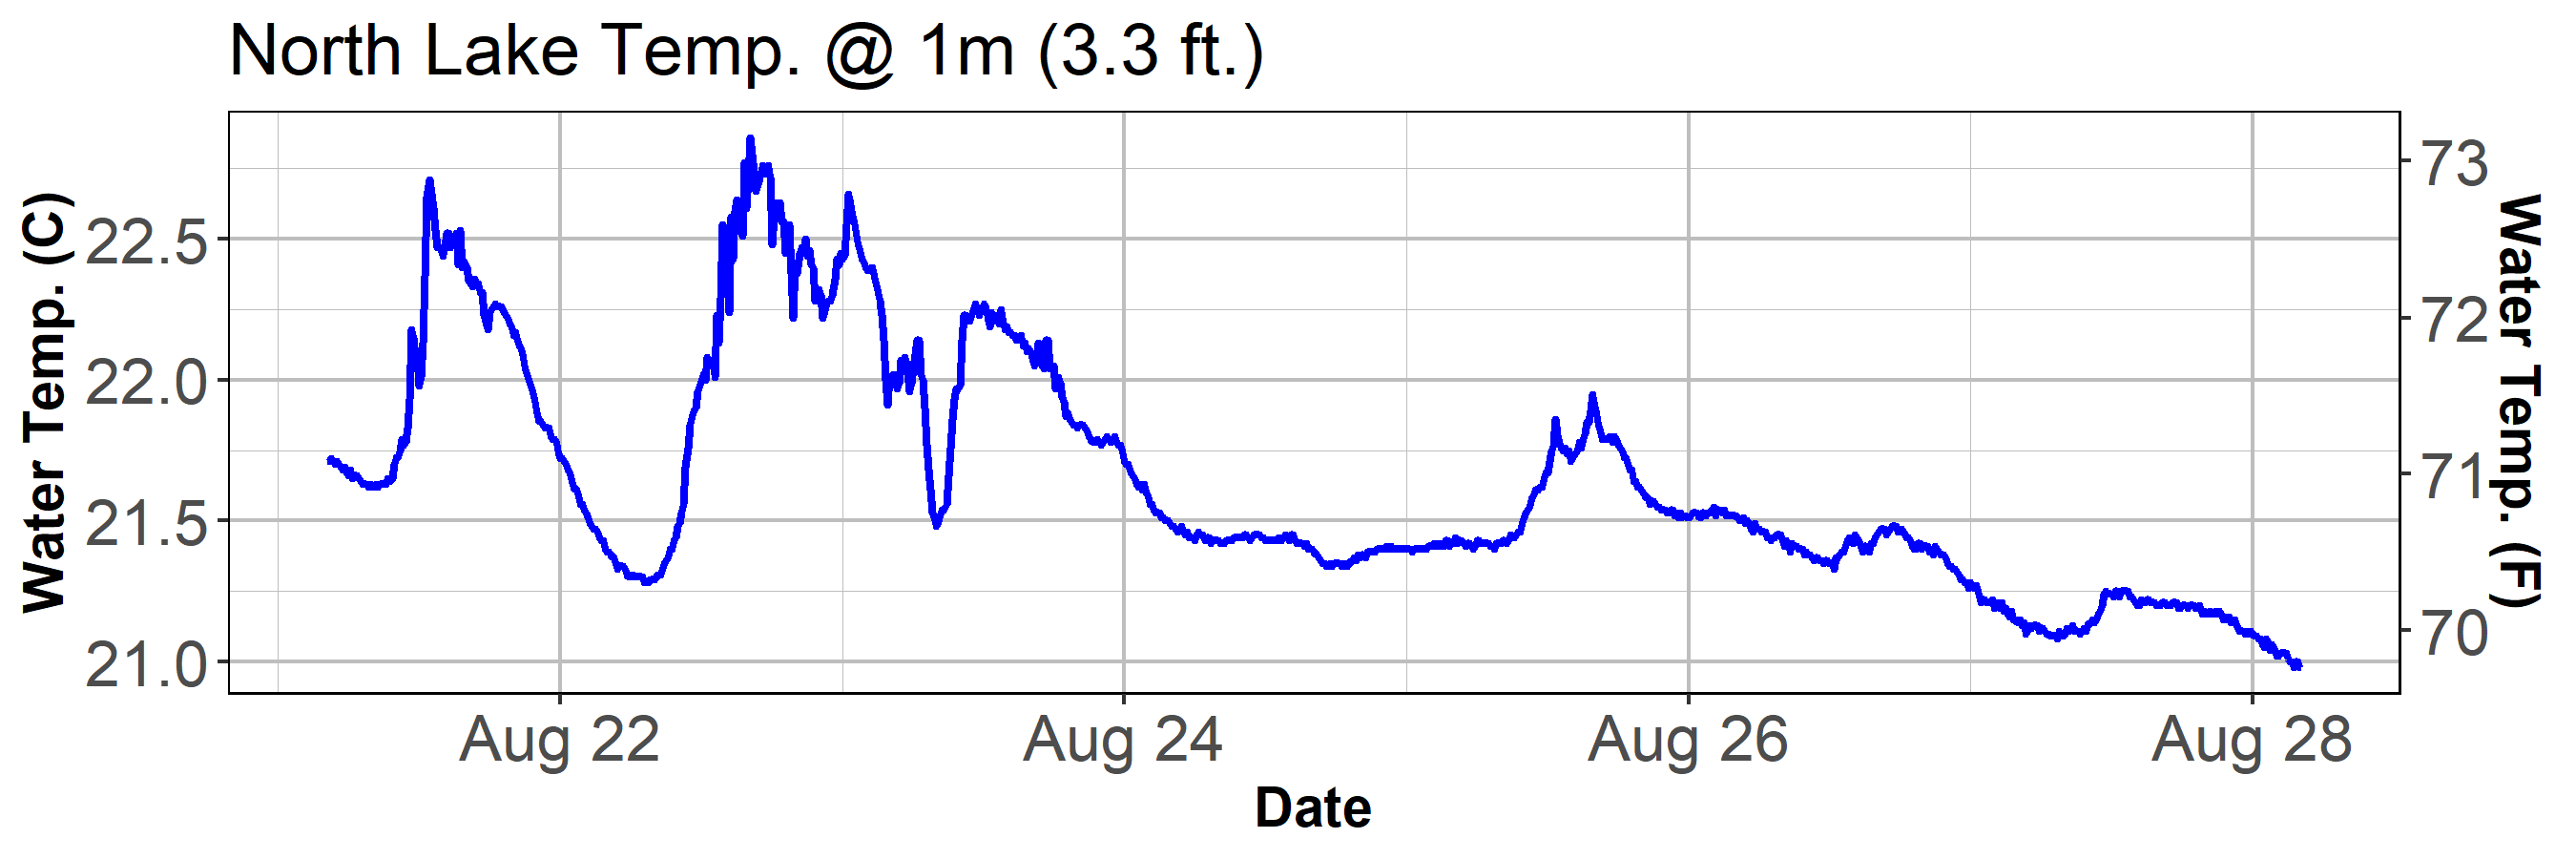 North Lake Temp. @ 1m (3.3 ft.)
Water Temp. (C)
22.5
22.0
21.5
21.0
73
72
71
70
Water Temp. (F)
Aug 22 Aug 24 Aug 26 Aug 28
Date